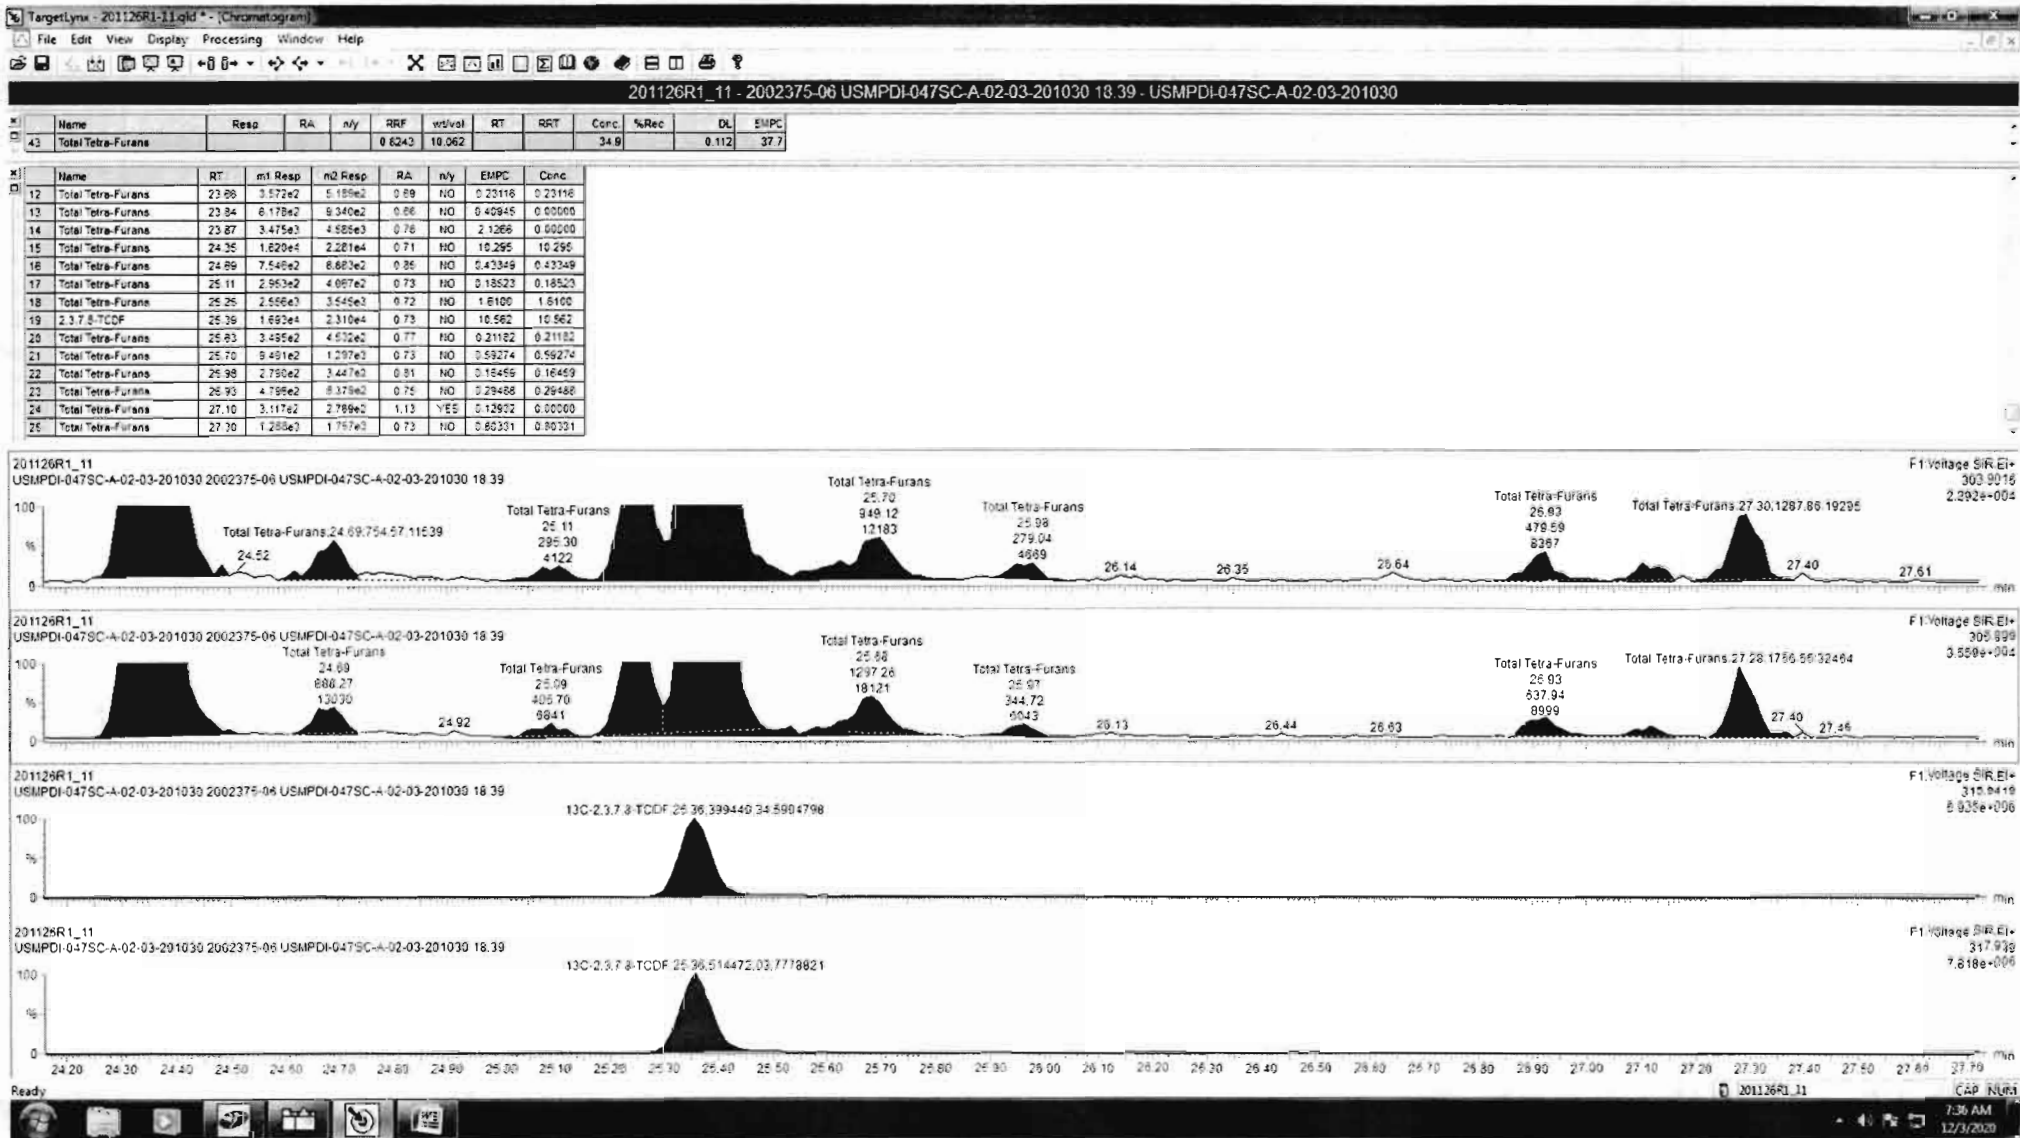 TargetLynx - 201126R1-11.qld * - [Chromatogram]
File Edit View Display Processing Window Help
201126R1_11 - 2002375-06 USMPDI-047SC-A-02-03-201030 18.39 - USMPDI-047SC-A-02-03-201030
Name Resp RA n/y RRF wt/vol RT RRT Conc. %Rec DL EMPC
43 Total Tetra-Furans 0.8243 10.062 34.9 0.112 37.7
Name RT m1 Resp m2 Resp RA n/y EMPC Conc.
12 Total Tetra-Furans 23.66 3.572e2 5.189e2 0.69 NO 0.23116 0.23116
13 Total Tetra-Furans 23.84 6.178e2 9.340e2 0.66 NO 0.40945 0.00000
14 Total Tetra-Furans 23.87 3.475e3 4.585e3 0.76 NO 2.1266 0.00000
15 Total Tetra-Furans 24.35 1.620e4 2.281e4 0.71 NO 10.295 10.295
16 Total Tetra-Furans 24.69 7.546e2 8.883e2 0.85 NO 0.43349 0.43349
17 Total Tetra-Furans 25.11 2.953e2 4.057e2 0.73 NO 0.18523 0.18523
18 Total Tetra-Furans 25.25 2.556e3 3.545e3 0.72 NO 1.6100 1.6100
19 2,3,7,8-TCDF 25.39 1.693e4 2.310e4 0.73 NO 10.562 10.562
20 Total Tetra-Furans 25.63 3.495e2 4.532e2 0.77 NO 0.21182 0.21182
21 Total Tetra-Furans 25.70 9.491e2 1.297e3 0.73 NO 0.59274 0.59274
22 Total Tetra-Furans 25.98 2.790e2 3.447e2 0.81 NO 0.16459 0.16459
23 Total Tetra-Furans 26.93 4.796e2 6.379e2 0.75 NO 0.29488 0.29488
24 Total Tetra-Furans 27.10 3.117e2 2.769e2 1.13 YES 0.12932 0.00000
25 Total Tetra-Furans 27.30 1.288e3 1.757e3 0.73 NO 0.80331 0.80331
201126R1_11
USMPDI-047SC-A-02-03-201030 2002375-06 USMPDI-047SC-A-02-03-201030 18.39
F1:Voltage SIR,EI+
303.9016
2.292e+004
100
%
0
24.52
Total Tetra-Furans;24.69;754.57;11539
Total Tetra-Furans
25.11
295.30
4122
Total Tetra-Furans
25.70
949.12
12183
Total Tetra-Furans
25.98
279.04
4669
26.14
26.35
26.64
Total Tetra-Furans
26.93
479.59
8367
Total Tetra-Furans;27.30;1287.86;19295
27.40
27.61
min
201126R1_11
USMPDI-047SC-A-02-03-201030 2002375-06 USMPDI-047SC-A-02-03-201030 18.39
F1:Voltage SIR,EI+
305.899
3.559e+004
100
%
0
Total Tetra-Furans
24.69
888.27
13030
24.92
Total Tetra-Furans
25.09
405.70
6841
Total Tetra-Furans
25.68
1297.26
18121
Total Tetra-Furans
25.97
344.72
6043
26.13
26.44
26.63
Total Tetra-Furans
26.93
637.94
8999
Total Tetra-Furans;27.28;1756.56;32464
27.40
27.46
min
201126R1_11
USMPDI-047SC-A-02-03-201030 2002375-06 USMPDI-047SC-A-02-03-201030 18.39
F1:Voltage SIR,EI+
315.9419
5.935e+006
100
%
0
13C-2,3,7,8-TCDF;25.36;399440.34;5904798
min
201126R1_11
USMPDI-047SC-A-02-03-201030 2002375-06 USMPDI-047SC-A-02-03-201030 18.39
F1:Voltage SIR,EI+
317.939
7.818e+006
100
%
0
13C-2,3,7,8-TCDF;25.36;514472.03;7778821
min
24.20 24.30 24.40 24.50 24.60 24.70 24.80 24.90 25.00 25.10 25.20 25.30 25.40 25.50 25.60 25.70 25.80 25.90 26.00 26.10 26.20 26.30 26.40 26.50 26.60 26.70 26.80 26.90 27.00 27.10 27.20 27.30 27.40 27.50 27.60 27.70
Ready
201126R1_11
CAP NUM
7:36 AM
12/3/2020